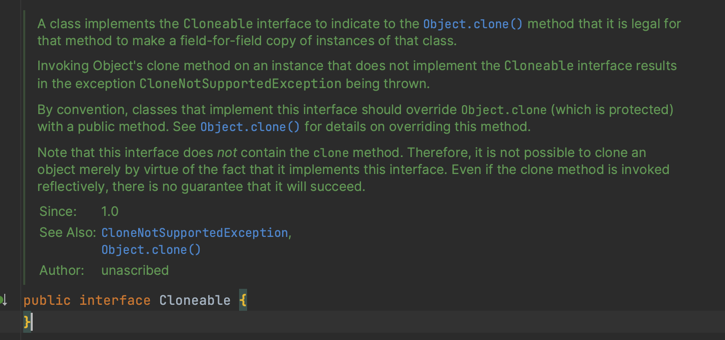 A class implements the Cloneable interface to indicate to the Object.clone() method that it is legal for
that method to make a field-for-field copy of instances of that class.
Invoking Object's clone method on an instance that does not implement the Cloneable interface results
in the exception CloneNotSupportedException being thrown.
By convention, classes that implement this interface should override Object.clone (which is protected)
with a public method. See Object.clone() for details on overriding this method.
Note that this interface does not contain the clone method. Therefore, it is not possible to clone an
object merely by virtue of the fact that it implements this interface. Even if the clone method is invoked
reflectively, there is no guarantee that it will succeed.
Since: 1.0
See Also: CloneNotSupportedException,
Object.clone()
Author: unascribed
public interface Cloneable {
}